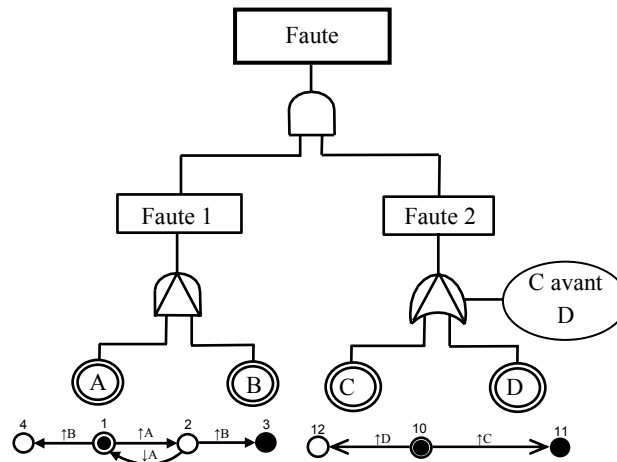 Faute
Faute 1
Faute 2
C avant
D
A
B
C
D
4
↑B
1
↑A
↓A
2
↑B
3
12
↑D
10
↑C
11